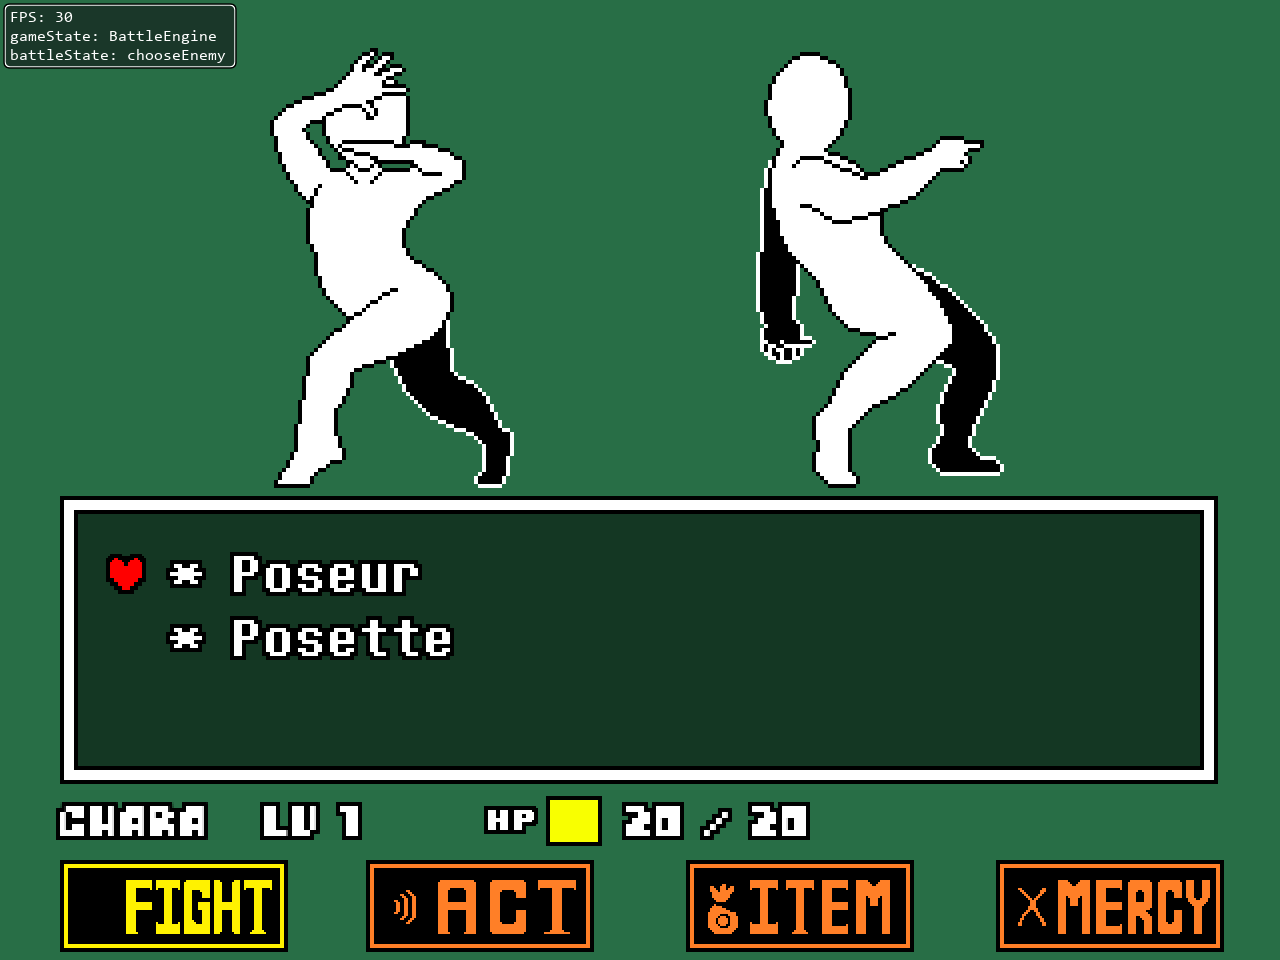 FPS: 30
gameState: BattleEngine
battleState: chooseEnemy
* Poseur
* Posette
CHARA LV 1 HP 20 / 20
FIGHT ACT ITEM MERCY